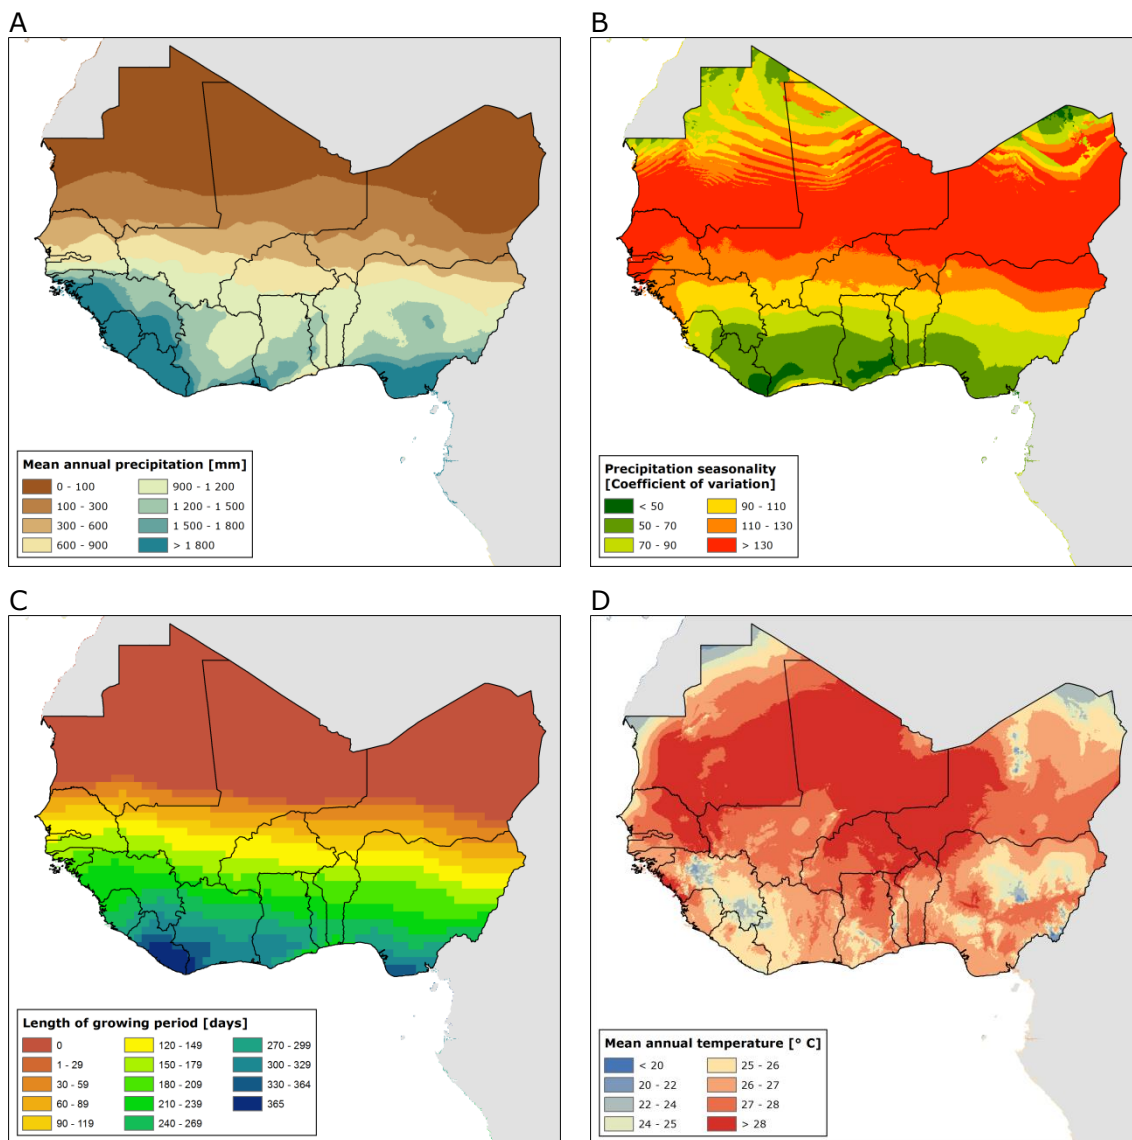 A
B
Mean annual precipitation [mm]
0 - 100
900 - 1 200
100 - 300
1 200 - 1 500
300 - 600
1 500 - 1 800
600 - 900
> 1 800
Precipitation seasonality
[Coefficient of variation]
< 50
90 - 110
50 - 70
110 - 130
70 - 90
> 130
C
D
Length of growing period [days]
0
120 - 149
270 - 299
1 - 29
150 - 179
300 - 329
30 - 59
180 - 209
330 - 364
60 - 89
210 - 239
365
90 - 119
240 - 269
Mean annual temperature [° C]
< 20
25 - 26
20 - 22
26 - 27
22 - 24
27 - 28
24 - 25
> 28